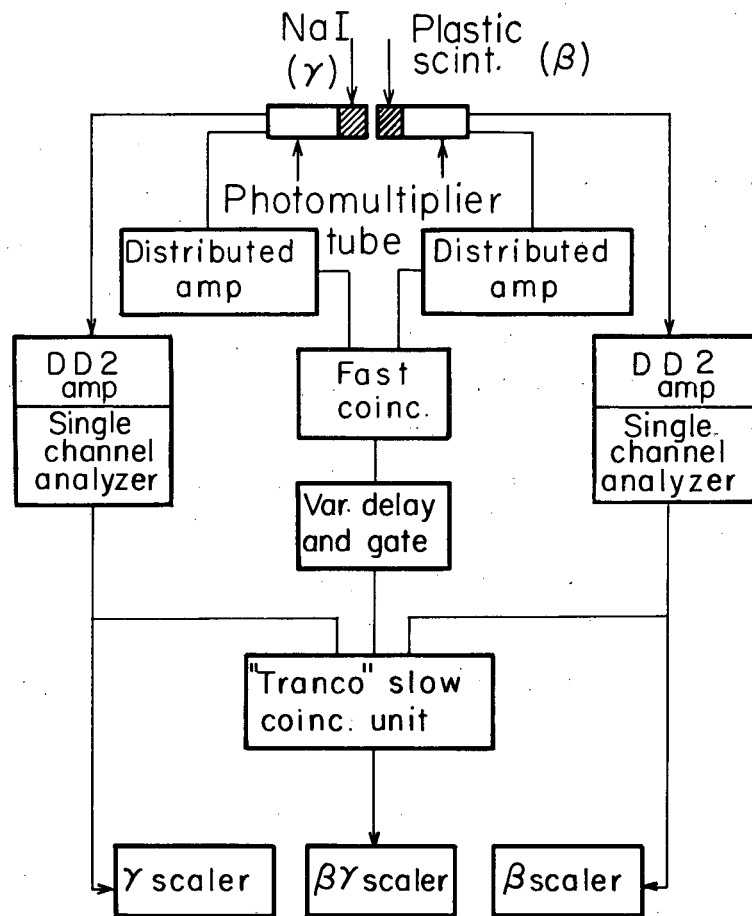 NaI
(γ)
Plastic
scint. (β)
Photomultiplier
tube
Distributed
amp
Distributed
amp
DD2
amp
Single
channel
analyzer
Fast
coinc.
DD2
amp
Single
channel
analyzer
Var. delay
and gate
"Tranco" slow
coinc. unit
γ scaler
βγ scaler
β scaler